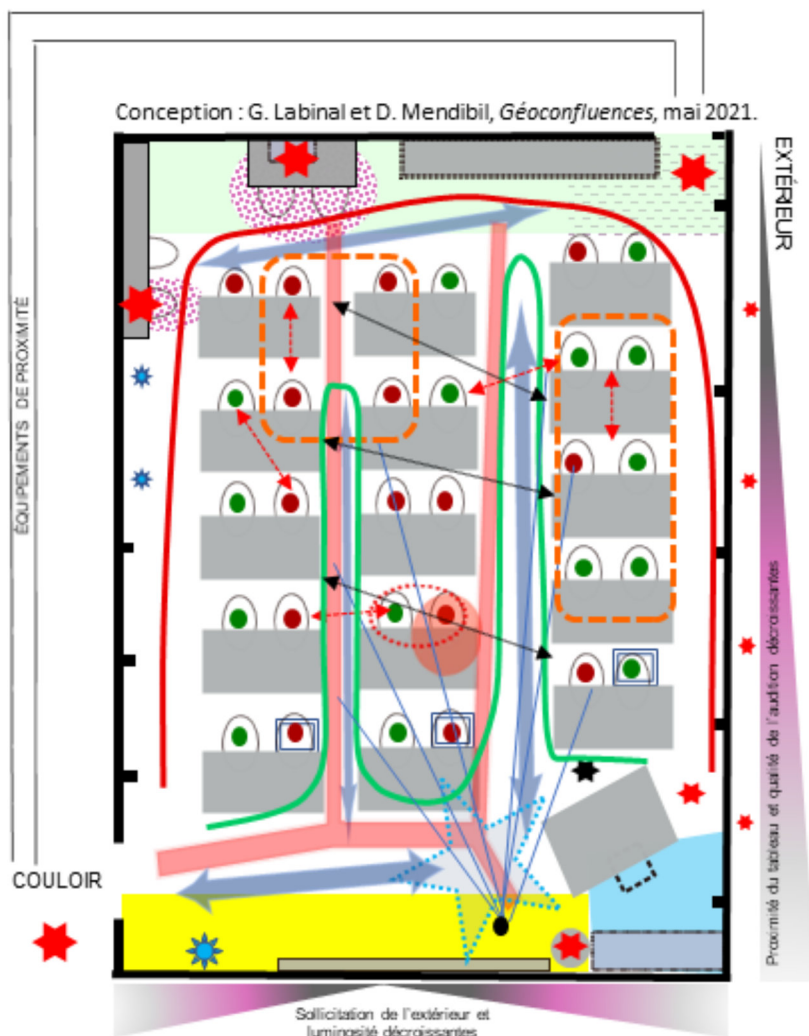 Conception : G. Labinal et D. Mendibil, Géoconfluences, mai 2021.
EXTÉRIEUR
ÉQUIPEMENTS DE PROXIMITÉ
Proximité du tableau et qualité de l'audition décroissantes
COULOIR
Sollicitation de l'extérieur et
luminosité décroissantes